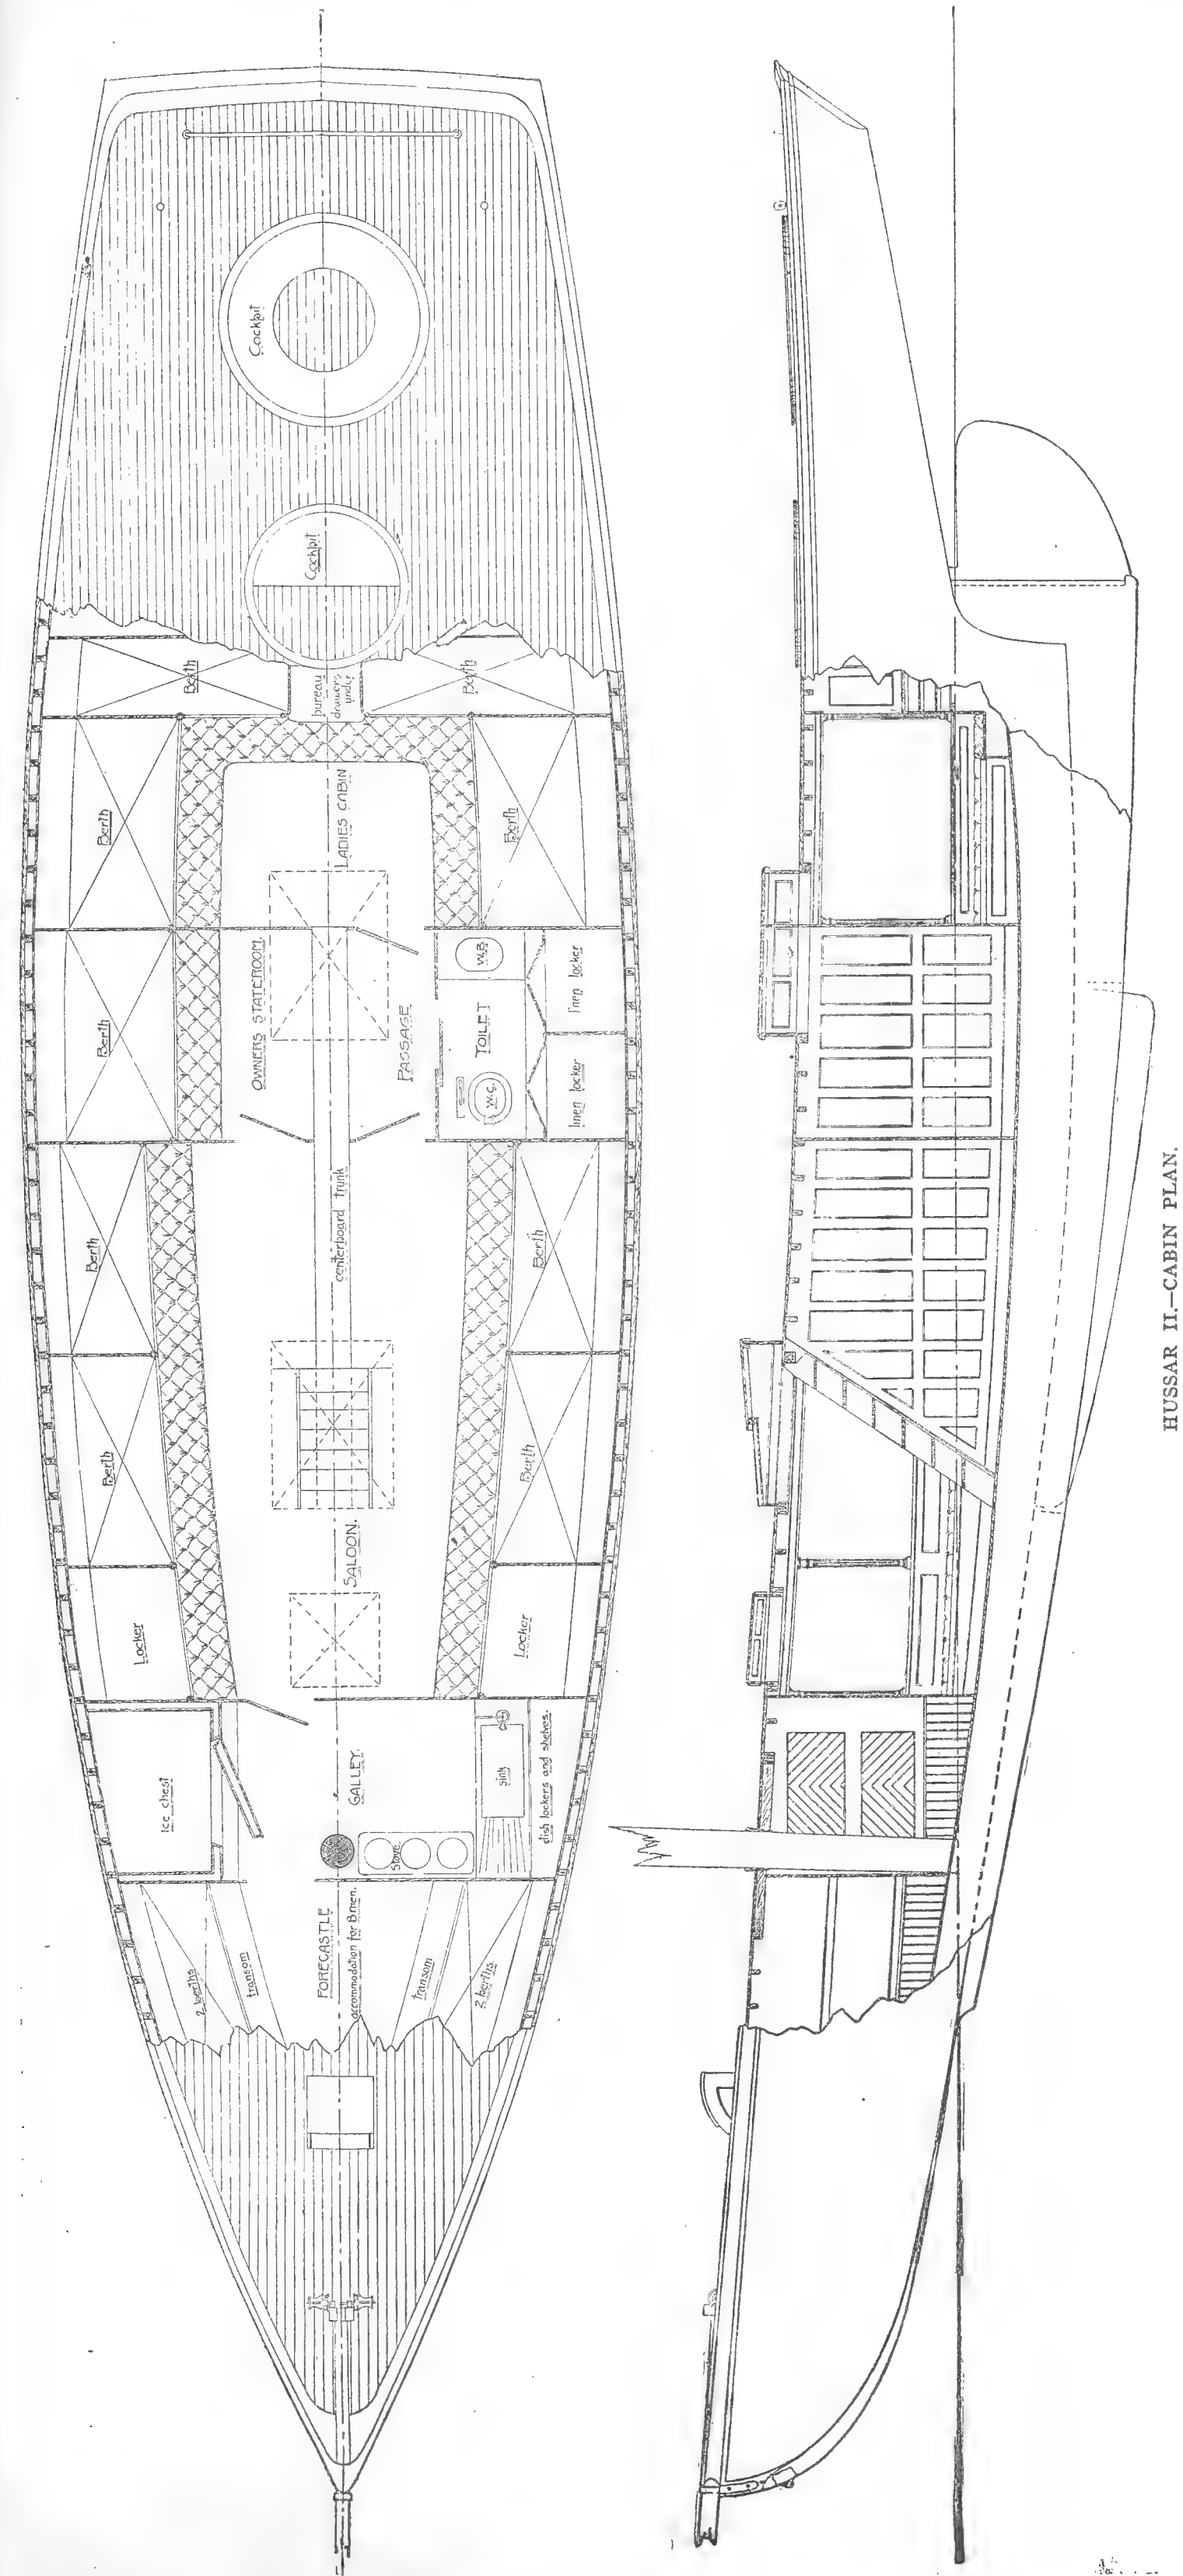 Cockpit
Cockpit
Berth
bureau
drawers
under
Berth
Berth
LADIES CABIN
Berth
Berth
OWNERS STATEROOM
PASSAGE
W.B
TOILET
W.C.
linen locker
linen locker
Berth
centerboard trunk
Berth
Berth
SALOON.
Berth
Locker
Locker
Ice chest
GALLEY.
Stove
sink
dish lockers and shelves.
2 berths
transom
FORECASTLE
accommodation for 8 men.
transom
2 berths
HUSSAR II.—CABIN PLAN.